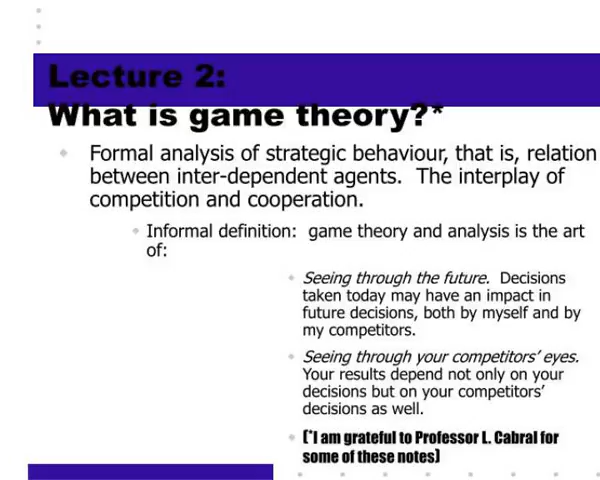 Lecture 2:
What is game theory?*
Formal analysis of strategic behaviour, that is, relation
between inter-dependent agents. The interplay of
competition and cooperation.
Informal definition: game theory and analysis is the art
of:
Seeing through the future. Decisions
taken today may have an impact in
future decisions, both by myself and by
my competitors.
Seeing through your competitors' eyes.
Your results depend not only on your
decisions but on your competitors'
decisions as well.
(*I am grateful to Professor L. Cabral for
some of these notes)